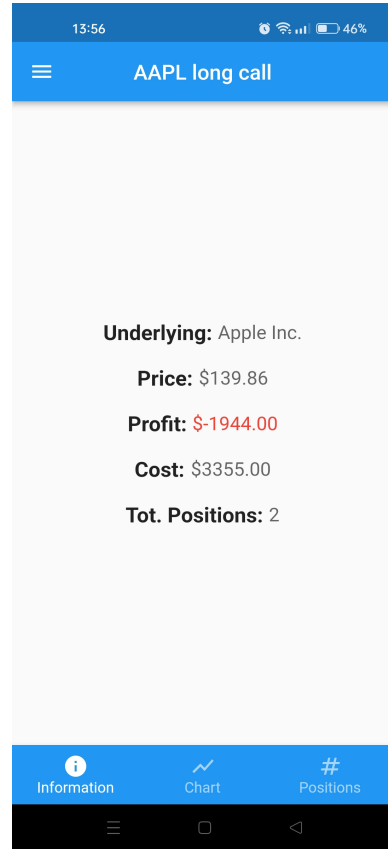 13:56 46%
AAPL long call
Underlying: Apple Inc.
Price: $139.86
Profit: $-1944.00
Cost: $3355.00
Tot. Positions: 2
Information Chart Positions